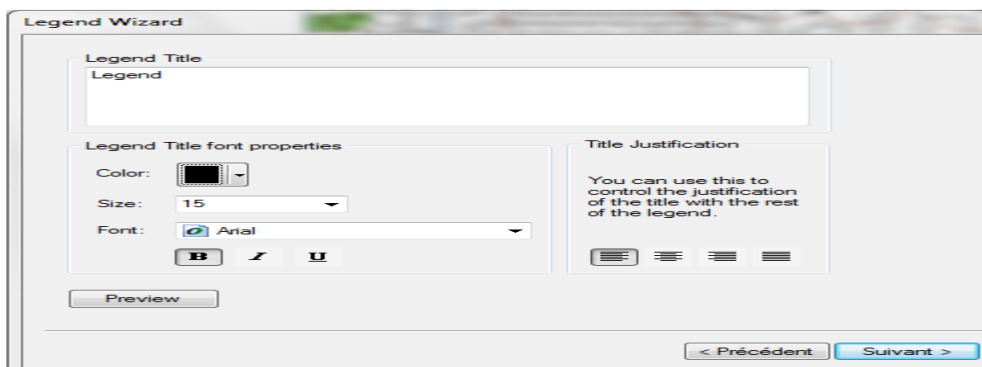 Legend Wizard
Legend Title
Legend
Legend Title font properties
Color:
Size: 15
Font: Arial
B I U
Title Justification
You can use this to
control the justification
of the title with the rest
of the legend.
Preview
< Précédent Suivant >